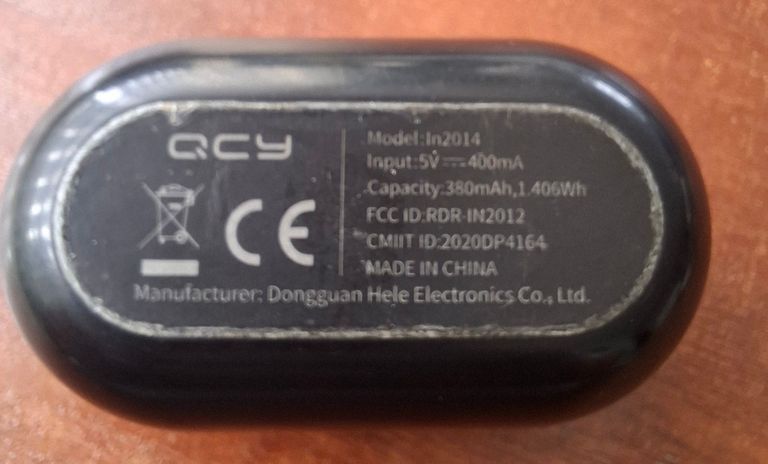 QCY
CE
Model:In2014
Input:5V⎓400mA
Capacity:380mAh,1.406Wh
FCC ID:RDR-IN2012
CMIIT ID:2020DP4164
MADE IN CHINA
Manufacturer: Dongguan Hele Electronics Co., Ltd.